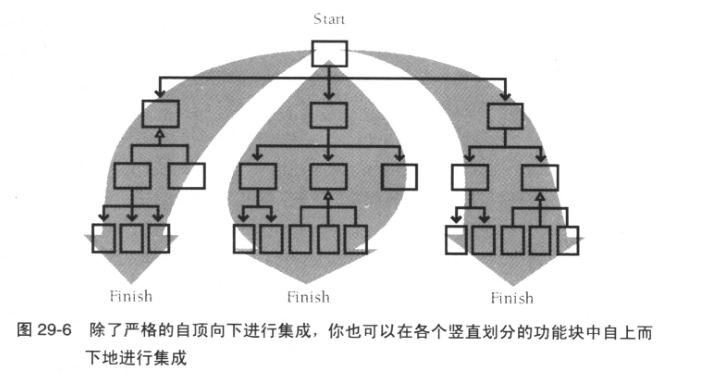 Start
Finish
Finish
Finish
图 29-6 除了严格的自顶向下进行集成，你也可以在各个竖直划分的功能块中自上而
下地进行集成